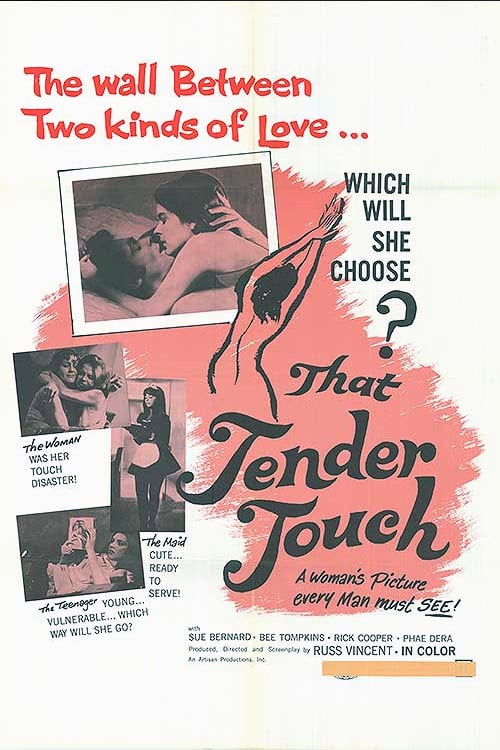 The wall Between
Two kinds of Love...
WHICH
WILL
SHE
CHOOSE
?
That
Tender
Touch
The Woman
WAS HER
TOUCH
DISASTER!
The Maid
CUTE...
READY
TO
SERVE!
The Teenager YOUNG...
VULNERABLE... WHICH
WAY WILL SHE GO?
A Woman's Picture
every Man must SEE!
with
SUE BERNARD • BEE TOMPKINS • RICK COOPER • PHAE DERA
Produced, Directed and Screenplay by RUSS VINCENT • IN COLOR
An Artisan Productions, Inc.